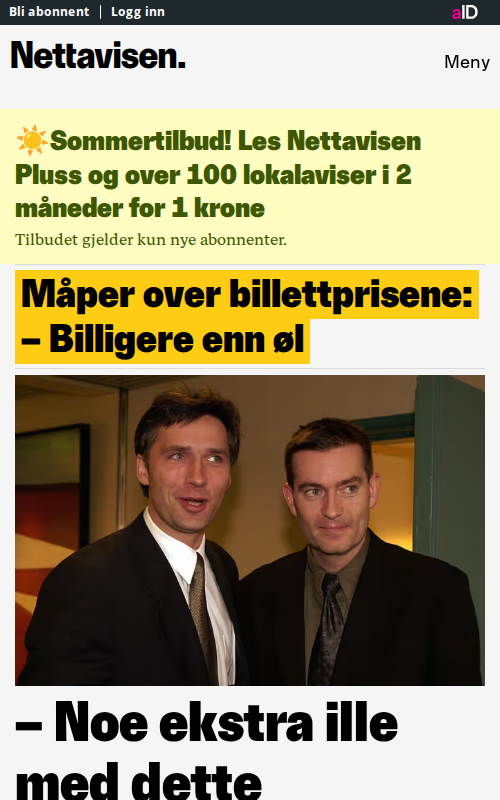 Bli abonnent | Logg inn
aID
Nettavisen.
Meny
☀️Sommertilbud! Les Nettavisen
Pluss og over 100 lokalaviser i 2
måneder for 1 krone
Tilbudet gjelder kun nye abonnenter.
Måper over billettprisene:
– Billigere enn øl
– Noe ekstra ille
med dette